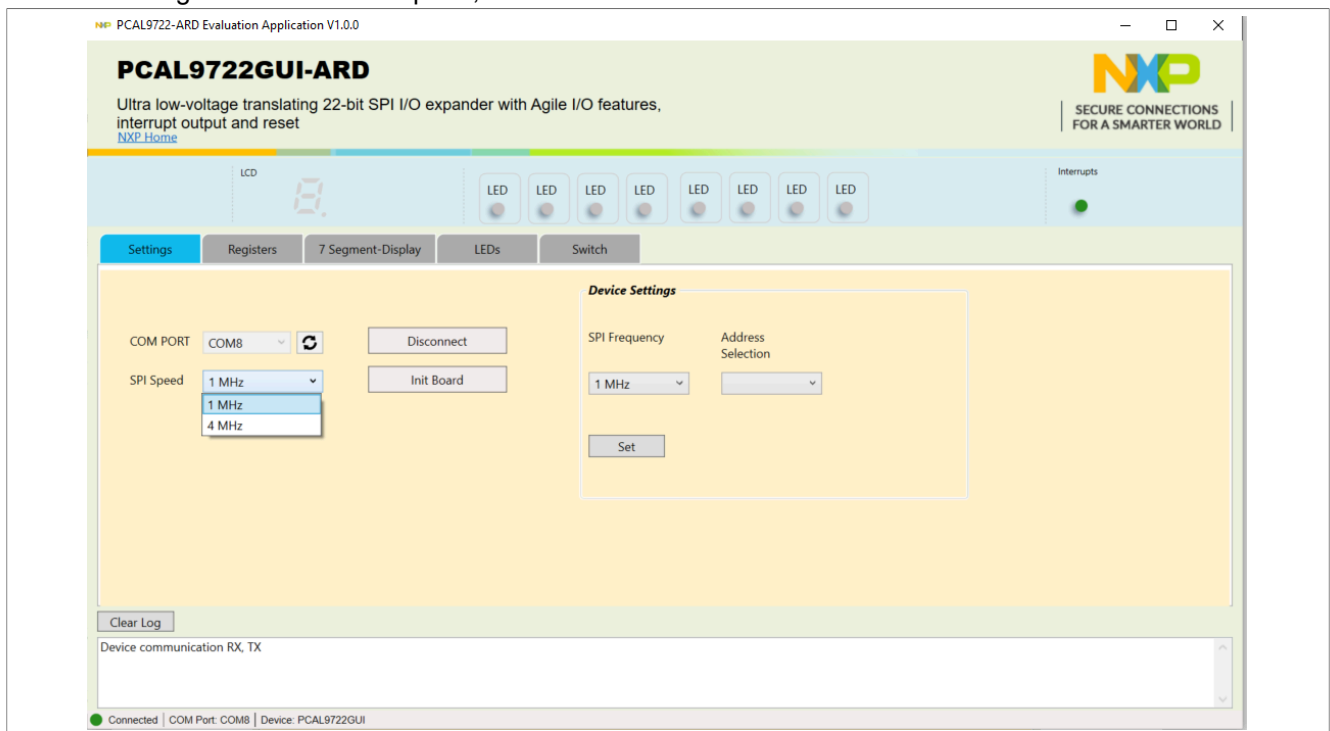 PCAL9722-ARD Evaluation Application V1.0.0
PCAL9722GUI-ARD
Ultra low-voltage translating 22-bit SPI I/O expander with Agile I/O features,
interrupt output and reset
NXP Home
NXP
SECURE CONNECTIONS
FOR A SMARTER WORLD
LCD
8.
LED LED LED LED LED LED LED LED
Interrupts
Settings Registers 7 Segment-Display LEDs Switch
Device Settings
COM PORT COM8 Disconnect
SPI Speed 1 MHz Init Board
1 MHz
4 MHz
SPI Frequency Address
Selection
1 MHz
Set
Clear Log
Device communication RX, TX
Connected COM Port: COM8 Device: PCAL9722GUI